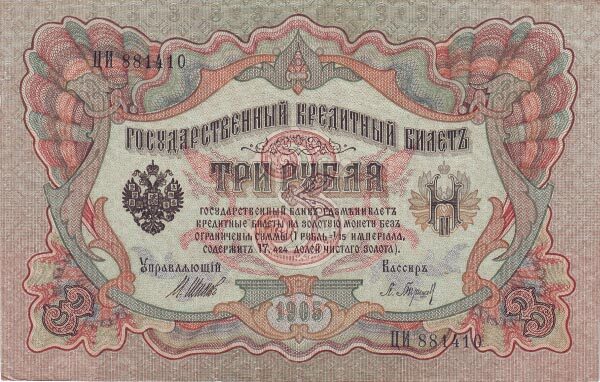 ЦИ 881410
ГОСУДАРСТВЕННЫЙ КРЕДИТНЫЙ БИЛЕТЪ
ТРИ РУБЛЯ
ГОСУДАРСТВЕННЫЙ БАНКЪ РАЗМѢНИВАЕТЪ
КРЕДИТНЫЕ БИЛЕТЫ НА ЗОЛОТУЮ МОНЕТУ БЕЗЪ
ОГРАНИЧЕНІЯ СУММЫ (1 РУБЛЬ = 1/15 ИМПЕРІАЛА,
СОДЕРЖИТЪ 17,424 ДОЛЕЙ ЧИСТАГО ЗОЛОТА).
Н II
Управляющій Кассиръ
1905
3 3
ЦИ 881410